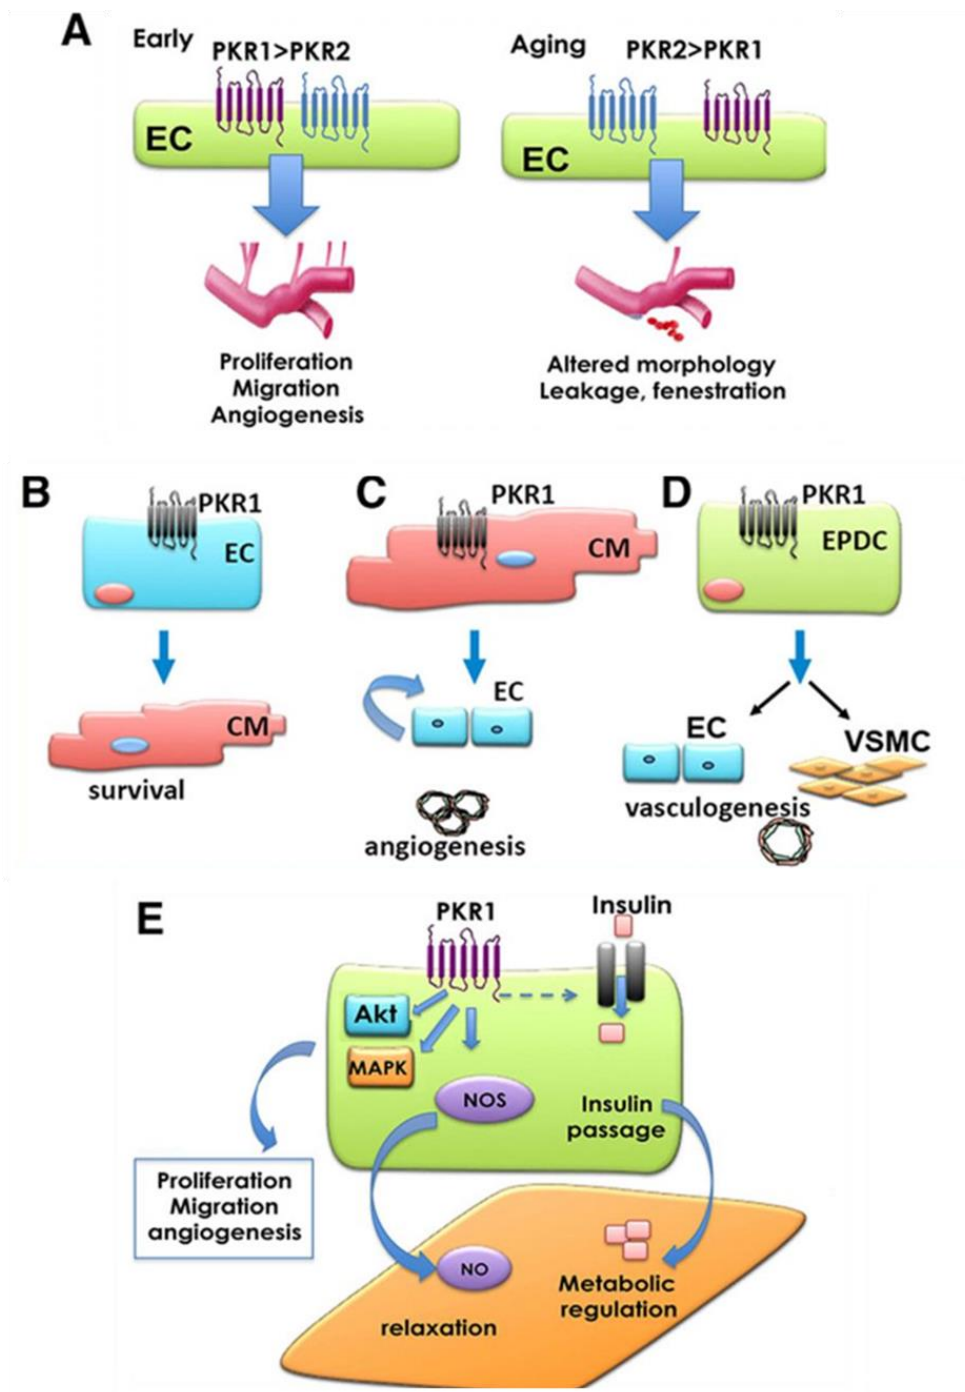 A
Early
PKR1>PKR2
EC
Proliferation
Migration
Angiogenesis
Aging
PKR2>PKR1
EC
Altered morphology
Leakage, fenestration
B
PKR1
EC
CM
survival
C
PKR1
CM
EC
angiogenesis
D
PKR1
EPDC
EC
VSMC
vasculogenesis
E
PKR1
Insulin
Akt
MAPK
NOS
Insulin
passage
Proliferation
Migration
angiogenesis
NO
relaxation
Metabolic
regulation